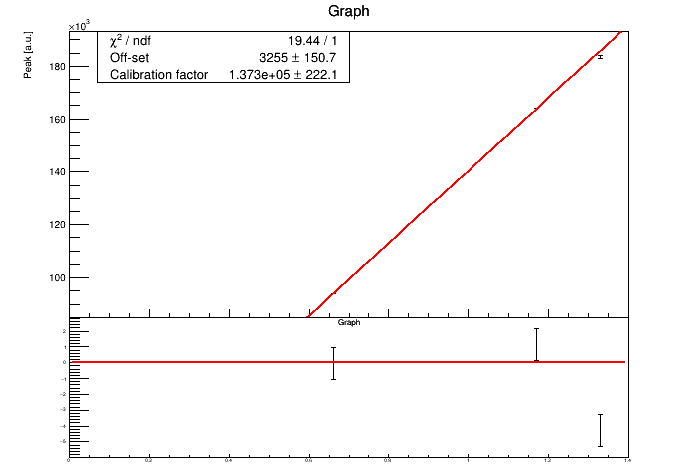 Graph
×10³
Peak [a.u.]
χ² / ndf 19.44 / 1
Off-set 3255 ± 150.7
Calibration factor 1.373e+05 ± 222.1
180
160
140
120
100
Graph
2
1
0
−1
−2
−3
−4
−5
0 0.2 0.4 0.6 0.8 1 1.2 1.4